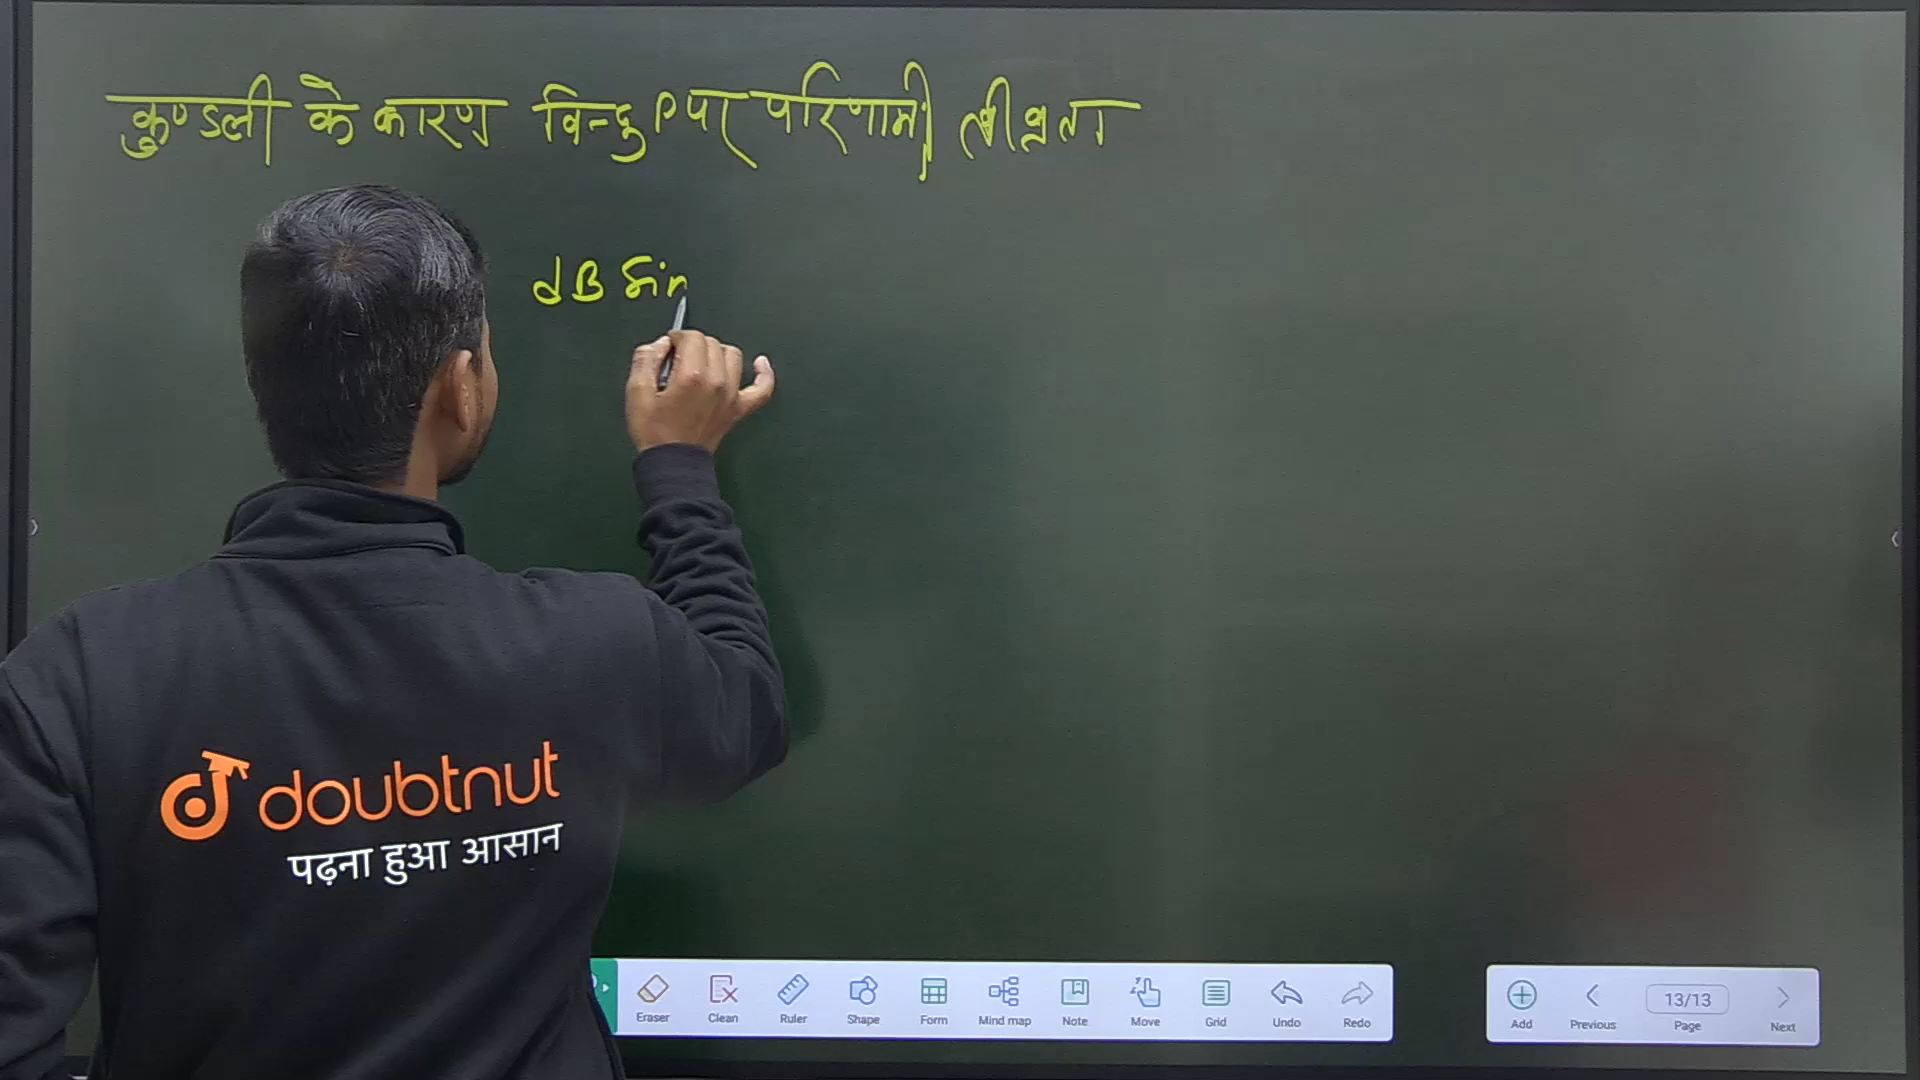 कुण्डली के कारण विन्दु P पर परिणामी तीव्रता
dB Sin
doubtnut
पढ़ना हुआ आसान
Eraser Clean Ruler Shape Form Mind map Note Move Grid Undo Redo
Add Previous 13/13 Page Next